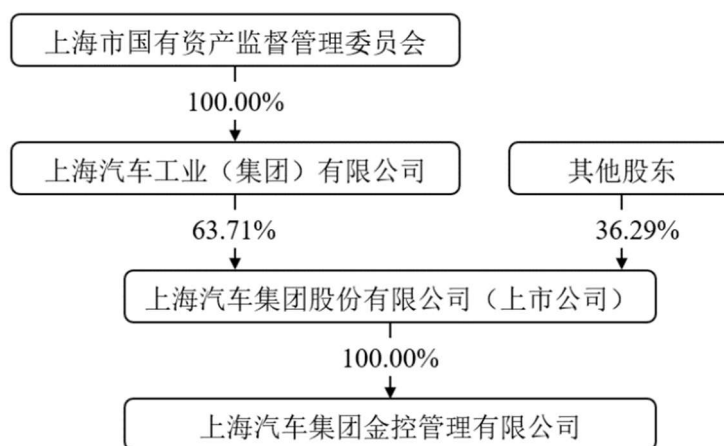 上海市国有资产监督管理委员会
100.00%
上海汽车工业（集团）有限公司
其他股东
63.71%
36.29%
上海汽车集团股份有限公司（上市公司）
100.00%
上海汽车集团金控管理有限公司